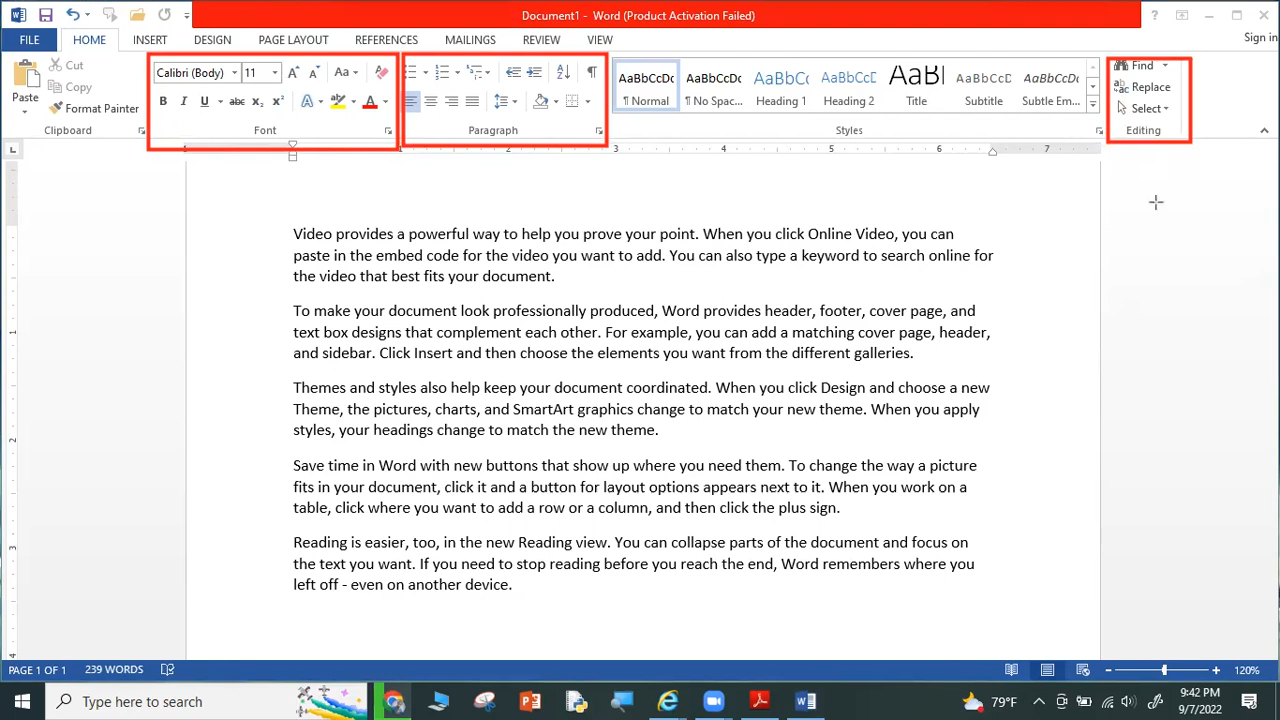 Document1 - Word (Product Activation Failed)
FILE HOME INSERT DESIGN PAGE LAYOUT REFERENCES MAILINGS REVIEW VIEW Sign in
Paste
Cut
Copy
Format Painter
Clipboard
Calibri (Body) 11
Font
Paragraph
AaBbCcDc AaBbCcDc AaBbCc AaBbCcC AaBl AaBbCcD AaBbCcDc
¶ Normal ¶ No Spac... Heading 1 Heading 2 Title Subtitle Subtle Em...
Styles
Find
Replace
Select
Editing
1 2 3 4 5 6 7
Video provides a powerful way to help you prove your point. When you click Online Video, you can
paste in the embed code for the video you want to add. You can also type a keyword to search online for
the video that best fits your document.
To make your document look professionally produced, Word provides header, footer, cover page, and
text box designs that complement each other. For example, you can add a matching cover page, header,
and sidebar. Click Insert and then choose the elements you want from the different galleries.
Themes and styles also help keep your document coordinated. When you click Design and choose a new
Theme, the pictures, charts, and SmartArt graphics change to match your new theme. When you apply
styles, your headings change to match the new theme.
Save time in Word with new buttons that show up where you need them. To change the way a picture
fits in your document, click it and a button for layout options appears next to it. When you work on a
table, click where you want to add a row or a column, and then click the plus sign.
Reading is easier, too, in the new Reading view. You can collapse parts of the document and focus on
the text you want. If you need to stop reading before you reach the end, Word remembers where you
left off - even on another device.
PAGE 1 OF 1 239 WORDS 120%
Type here to search 79°F 9:42 PM
9/7/2022